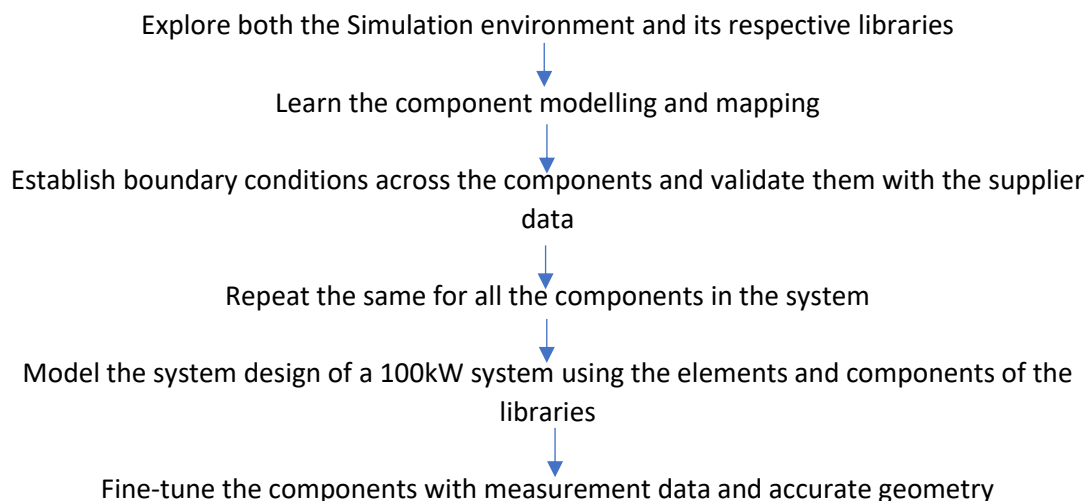 Explore both the Simulation environment and its respective libraries
Learn the component modelling and mapping
Establish boundary conditions across the components and validate them with the supplier
data
Repeat the same for all the components in the system
Model the system design of a 100kW system using the elements and components of the
libraries
Fine-tune the components with measurement data and accurate geometry